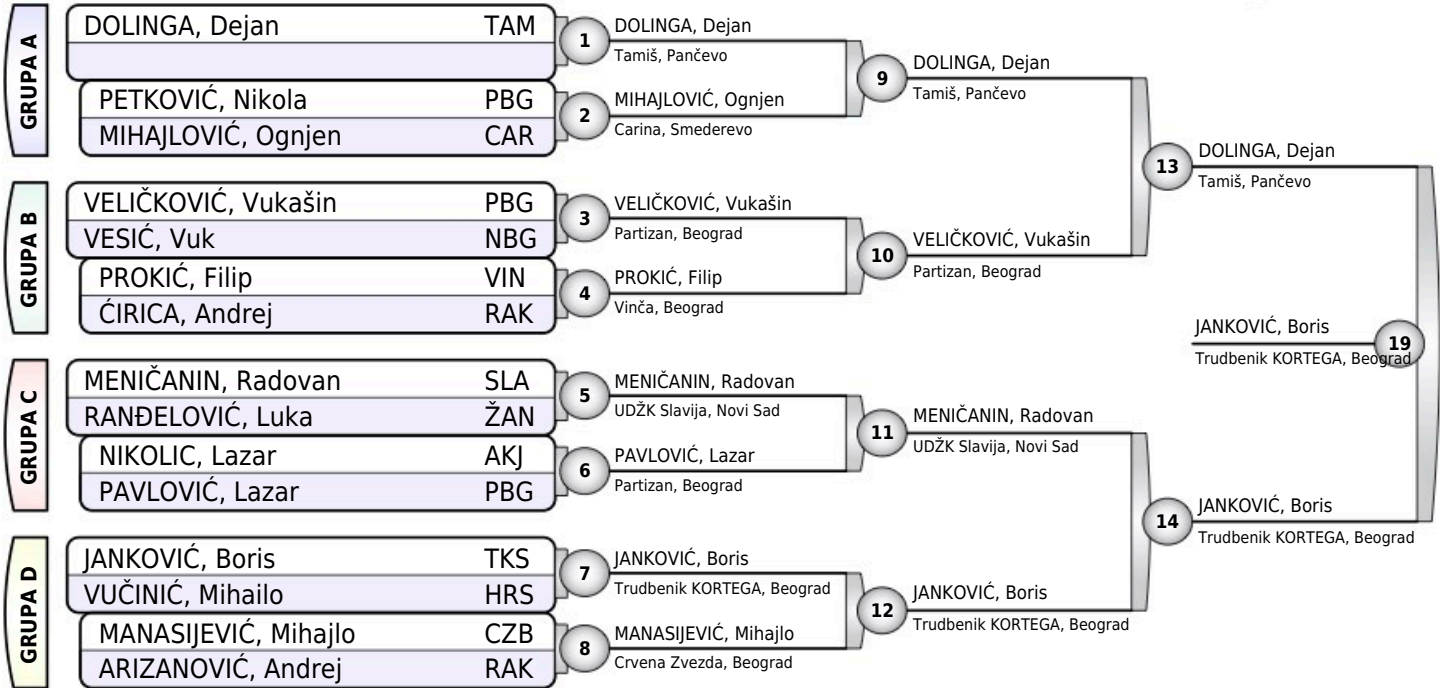 GRUPA A
DOLINGA, Dejan TAM
PETKOVIĆ, Nikola PBG
MIHAJLOVIĆ, Ognjen CAR
GRUPA B
VELIČKOVIĆ, Vukašin PBG
VESIĆ, Vuk NBG
PROKIĆ, Filip VIN
ĆIRICA, Andrej RAK
GRUPA C
MENIČANIN, Radovan SLA
RANĐELOVIĆ, Luka ŽAN
NIKOLIC, Lazar AKJ
PAVLOVIĆ, Lazar PBG
GRUPA D
JANKOVIĆ, Boris TKS
VUČINIĆ, Mihailo HRS
MANASIJEVIĆ, Mihajlo CZB
ARIZANOVIĆ, Andrej RAK
1
DOLINGA, Dejan
Tamiš, Pančevo
2
MIHAJLOVIĆ, Ognjen
Carina, Smederevo
3
VELIČKOVIĆ, Vukašin
Partizan, Beograd
4
PROKIĆ, Filip
Vinča, Beograd
5
MENIČANIN, Radovan
UDŽK Slavija, Novi Sad
6
PAVLOVIĆ, Lazar
Partizan, Beograd
7
JANKOVIĆ, Boris
Trudbenik KORTEGA, Beograd
8
MANASIJEVIĆ, Mihajlo
Crvena Zvezda, Beograd
9
DOLINGA, Dejan
Tamiš, Pančevo
10
VELIČKOVIĆ, Vukašin
Partizan, Beograd
11
MENIČANIN, Radovan
UDŽK Slavija, Novi Sad
12
JANKOVIĆ, Boris
Trudbenik KORTEGA, Beograd
13
DOLINGA, Dejan
Tamiš, Pančevo
14
JANKOVIĆ, Boris
Trudbenik KORTEGA, Beograd
JANKOVIĆ, Boris
19
Trudbenik KORTEGA, Beograd